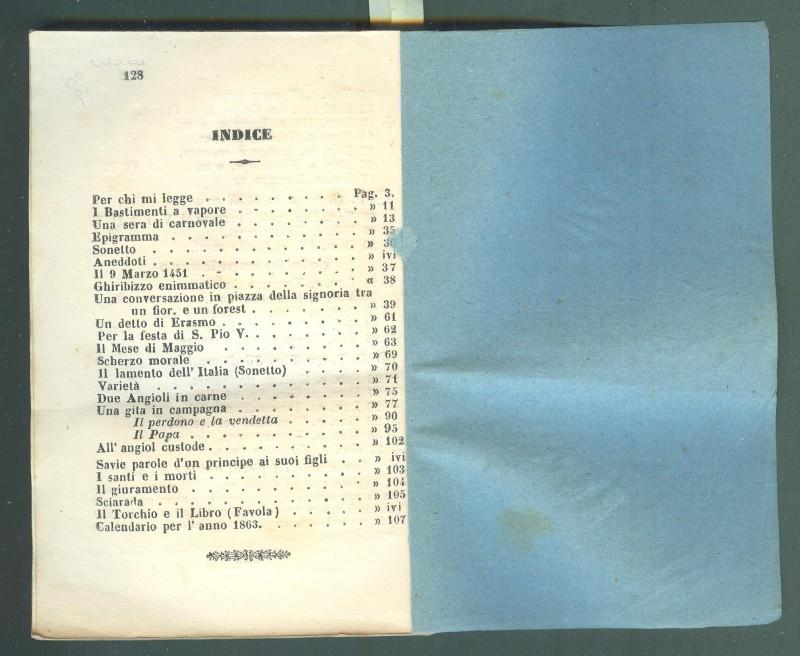 128
INDICE
Per chi mi legge . . . . . . . . . . Pag. 3.
I Bastimenti a vapore . . . . . . . . » 11
Una sera di carnovale . . . . . . . . » 13
Epigramma . . . . . . . . . . . . » 35
Sonetto . . . . . . . . . . . . . »
Aneddoti . . . . . . . . . . . . . » ivi
Il 9 Marzo 1451 . . . . . . . . . . » 37
Ghiribizzo enimmatico . . . . . . . . « 38
Una conversazione in piazza della signoria tra
un fior. e un forest . . . . . . . » 39
Un detto di Erasmo . . . . . . . . . » 61
Per la festa di S. Pio V. . . . . . . . » 62
Il Mese di Maggio . . . . . . . . . » 63
Scherzo morale . . . . . . . . . . » 69
Il lamento dell' Italia (Sonetto) . . . . . » 70
Varietà . . . . . . . . . . . . . » 71
Due Angioli in carne . . . . . . . . » 75
Una gita in campagna . . . . . . . . » 77
Il perdono e la vendetta . . . . . » 90
Il Papa . . . . . . . . . . » 95
All' angiol custode . . . . . . . . . » 102
Savie parole d'un principe ai suoi figli . . » ivi
I santi e i morti . . . . . . . . . . » 103
Il giuramento . . . . . . . . . . . » 104
Sciarada . . . . . . . . . . . . . » 105
Il Torchio e il Libro (Favola) . . . . . » ivi
Calendario per l' anno 1863. . . . . . . » 107